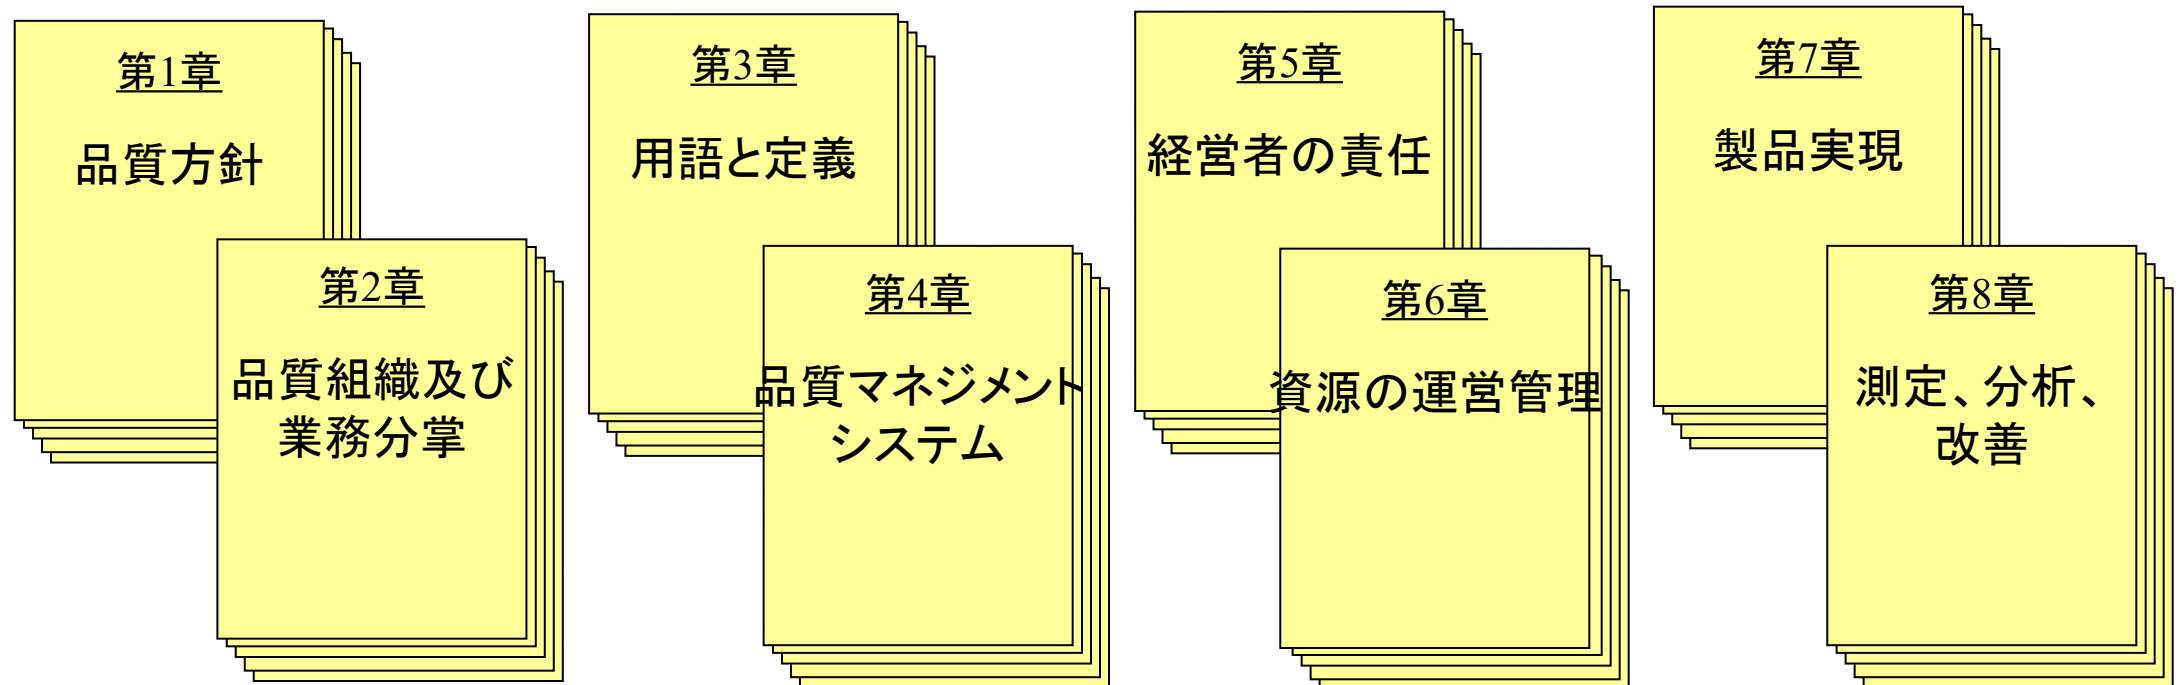 第1章
品質方針
第2章
品質組織及び
業務分掌
第3章
用語と定義
第4章
品質マネジメント
システム
第5章
経営者の責任
第6章
資源の運営管理
第7章
製品実現
第8章
測定、分析、
改善